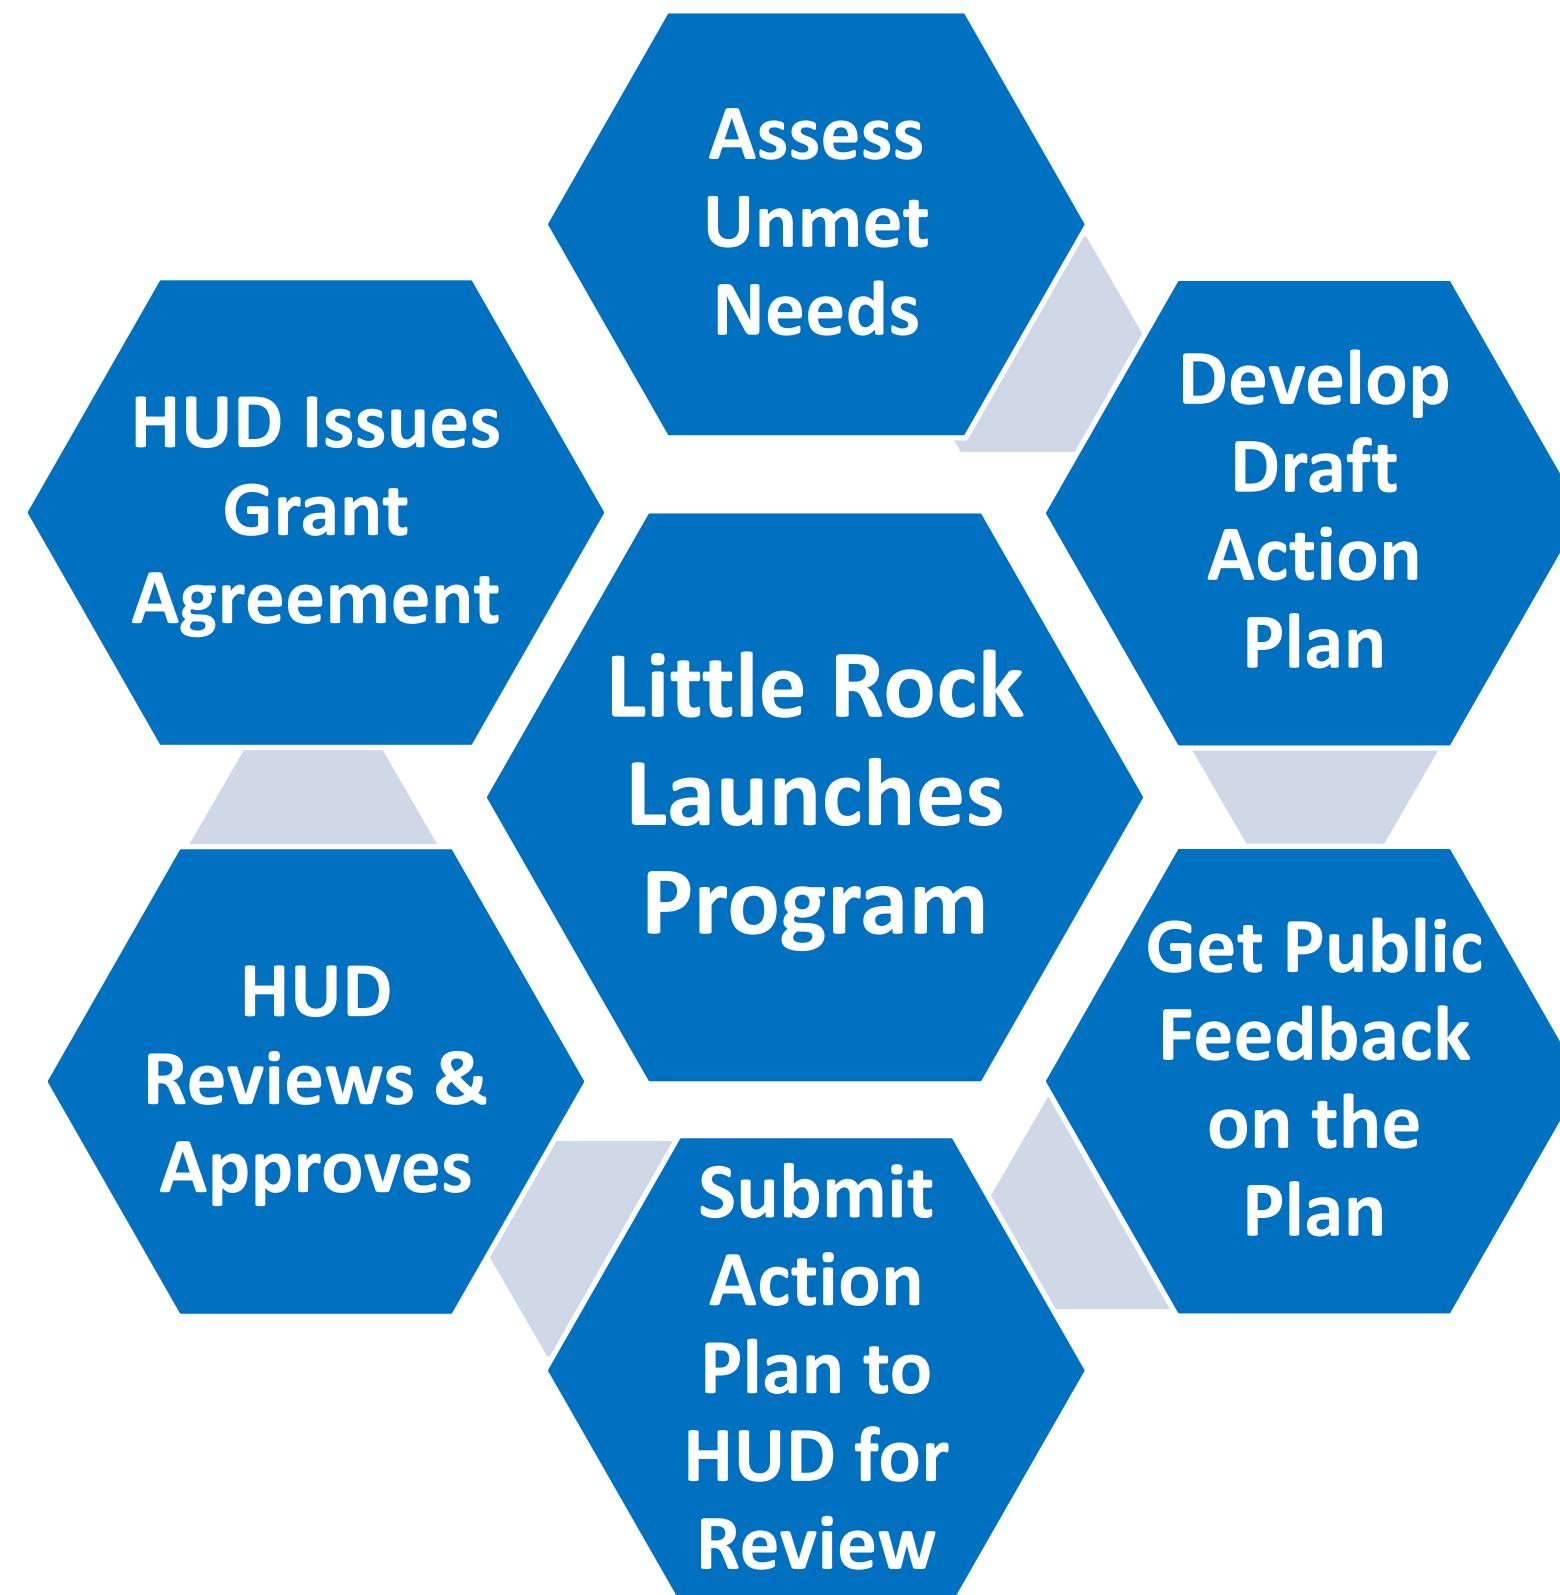 Assess
Unmet
Needs
Develop
Draft
Action
Plan
Get Public
Feedback
on the
Plan
Submit
Action
Plan to
HUD for
Review
HUD
Reviews &
Approves
HUD Issues
Grant
Agreement
Little Rock
Launches
Program